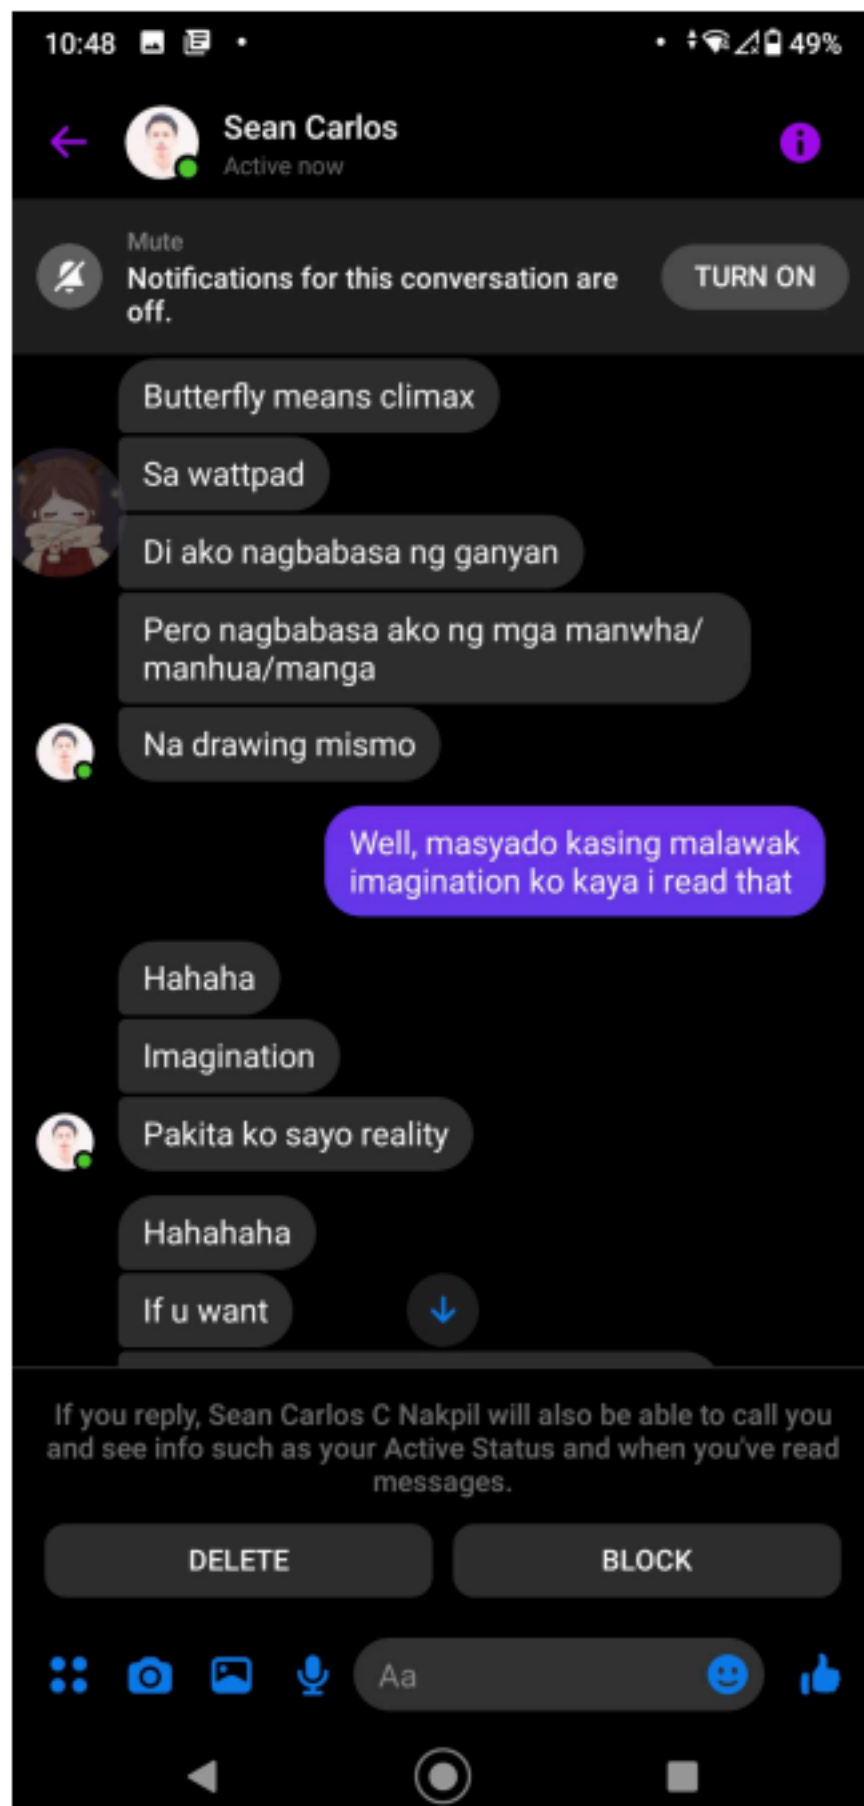 10:48
49%
Sean Carlos
Active now
Mute
Notifications for this conversation are
off.
TURN ON
Butterfly means climax
Sa wattpad
Di ako nagbabasa ng ganyan
Pero nagbabasa ako ng mga manwha/
manhua/manga
Na drawing mismo
Well, masyado kasing malawak
imagination ko kaya i read that
Hahaha
Imagination
Pakita ko sayo reality
Hahahaha
If u want
If you reply, Sean Carlos C Nakpil will also be able to call you
and see info such as your Active Status and when you've read
messages.
DELETE
BLOCK
Aa